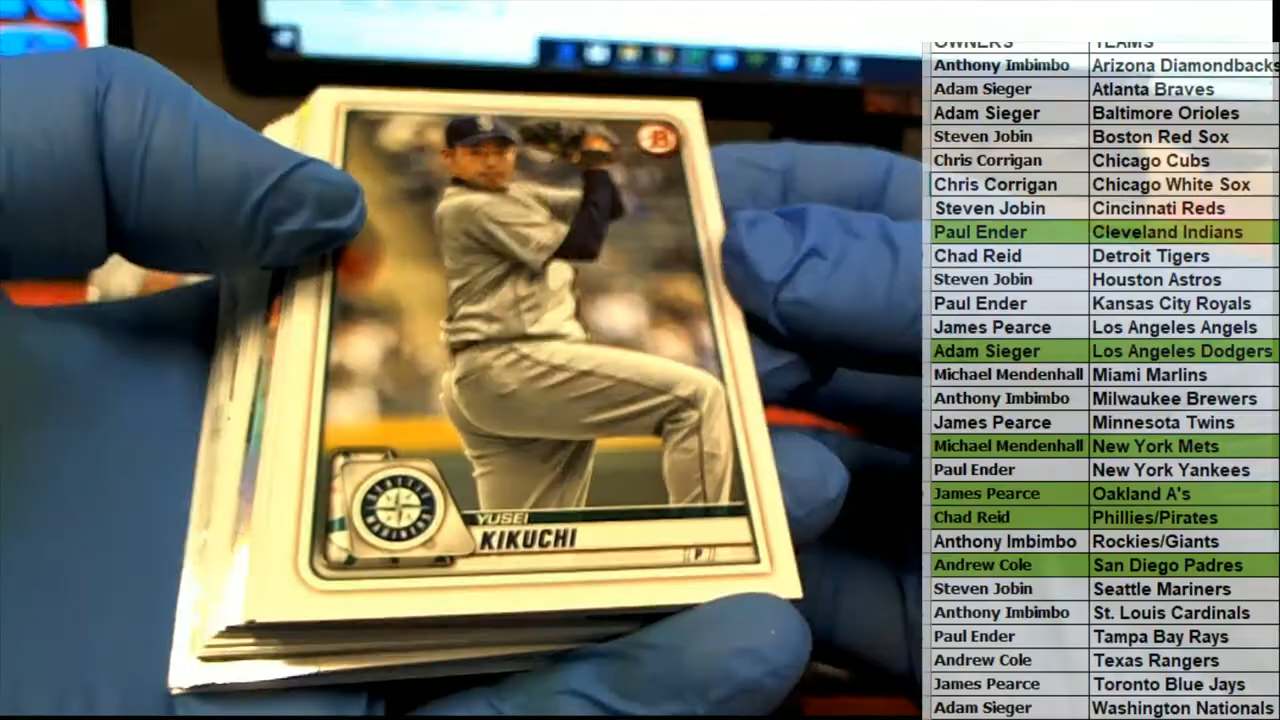 OWNERS TEAMS
Anthony Imbimbo Arizona Diamondbacks
Adam Sieger Atlanta Braves
Adam Sieger Baltimore Orioles
Steven Jobin Boston Red Sox
Chris Corrigan Chicago Cubs
Chris Corrigan Chicago White Sox
Steven Jobin Cincinnati Reds
Paul Ender Cleveland Indians
Chad Reid Detroit Tigers
Steven Jobin Houston Astros
Paul Ender Kansas City Royals
James Pearce Los Angeles Angels
Adam Sieger Los Angeles Dodgers
Michael Mendenhall Miami Marlins
Anthony Imbimbo Milwaukee Brewers
James Pearce Minnesota Twins
Michael Mendenhall New York Mets
Paul Ender New York Yankees
James Pearce Oakland A's
Chad Reid Phillies/Pirates
Anthony Imbimbo Rockies/Giants
Andrew Cole San Diego Padres
Steven Jobin Seattle Mariners
Anthony Imbimbo St. Louis Cardinals
Paul Ender Tampa Bay Rays
Andrew Cole Texas Rangers
James Pearce Toronto Blue Jays
Adam Sieger Washington Nationals
B
S
SEATTLE
MARINERS
YUSEI
KIKUCHI
P